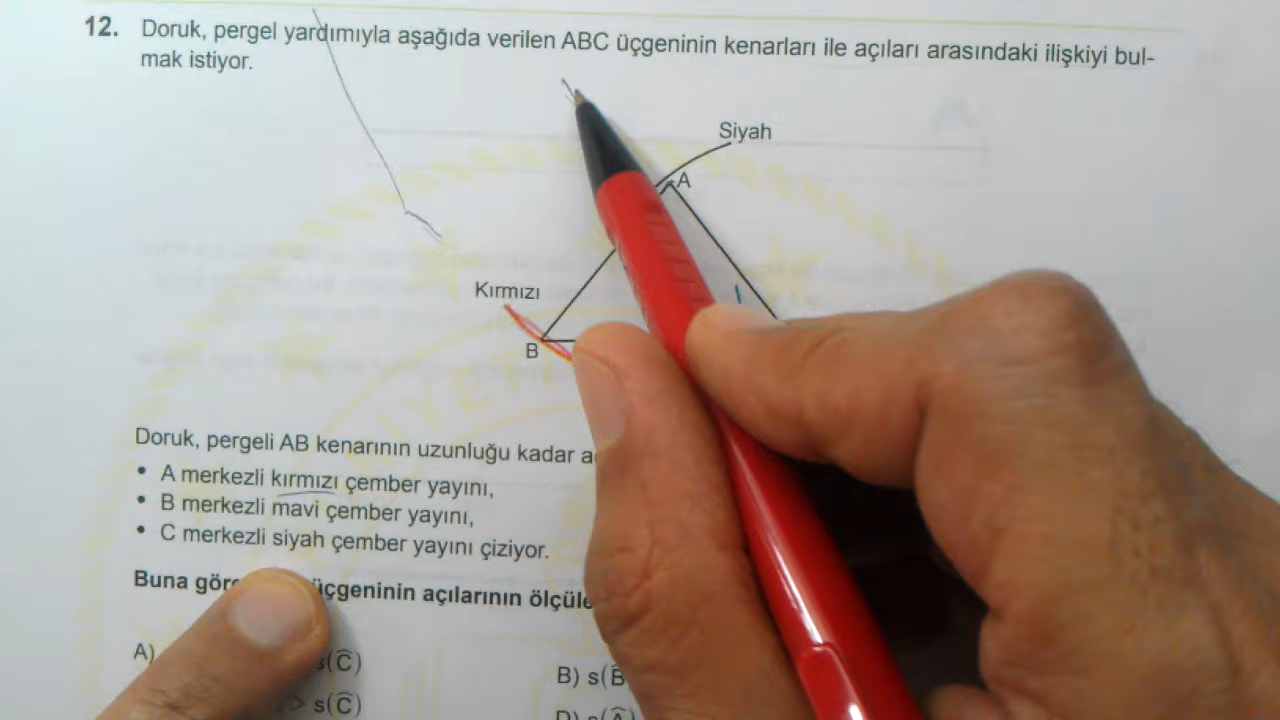 12. Doruk, pergel yardımıyla aşağıda verilen ABC üçgeninin kenarları ile açıları arasındaki ilişkiyi bul-
mak istiyor.
Siyah
A
Kırmızı
B
Doruk, pergeli AB kenarının uzunluğu kadar
• A merkezli kırmızı çember yayını,
• B merkezli mavi çember yayını,
• C merkezli siyah çember yayını çiziyor.
Buna üçgeninin açılarının
A) s(Ĉ)
B) s(B̂
> s(Ĉ)
D) s(Â)